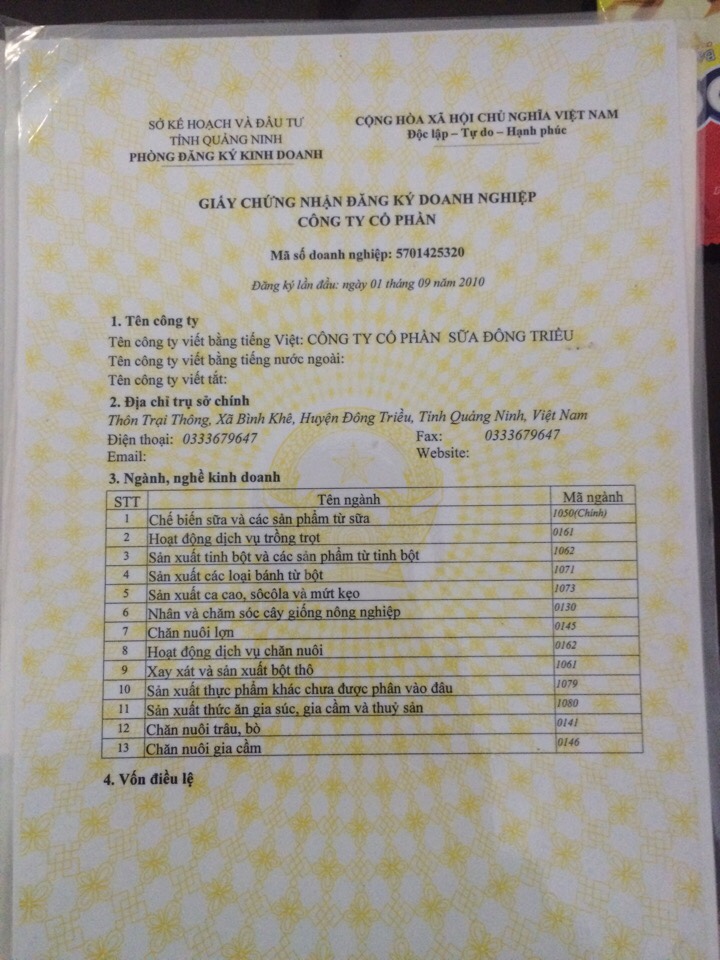 SỞ KẾ HOẠCH VÀ ĐẦU TƯ
TỈNH QUẢNG NINH
PHÒNG ĐĂNG KÝ KINH DOANH
CỘNG HÒA XÃ HỘI CHỦ NGHĨA VIỆT NAM
Độc lập – Tự do – Hạnh phúc
GIẤY CHỨNG NHẬN ĐĂNG KÝ DOANH NGHIỆP
CÔNG TY CỔ PHẦN
Mã số doanh nghiệp: 5701425320
Đăng ký lần đầu: ngày 01 tháng 09 năm 2010
1. Tên công ty
Tên công ty viết bằng tiếng Việt: CÔNG TY CỔ PHẦN SỮA ĐÔNG TRIỀU
Tên công ty viết bằng tiếng nước ngoài:
Tên công ty viết tắt:
2. Địa chỉ trụ sở chính
Thôn Trại Thông, Xã Bình Khê, Huyện Đông Triều, Tỉnh Quảng Ninh, Việt Nam
Điện thoại: 0333679647 Fax: 0333679647
Email: Website:
3. Ngành, nghề kinh doanh
STT Tên ngành Mã ngành
1 Chế biến sữa và các sản phẩm từ sữa 1050(Chính)
2 Hoạt động dịch vụ trồng trọt 0161
3 Sản xuất tinh bột và các sản phẩm từ tinh bột 1062
4 Sản xuất các loại bánh từ bột 1071
5 Sản xuất ca cao, sôcôla và mứt kẹo 1073
6 Nhân và chăm sóc cây giống nông nghiệp 0130
7 Chăn nuôi lợn 0145
8 Hoạt động dịch vụ chăn nuôi 0162
9 Xay xát và sản xuất bột thô 1061
10 Sản xuất thực phẩm khác chưa được phân vào đâu 1079
11 Sản xuất thức ăn gia súc, gia cầm và thuỷ sản 1080
12 Chăn nuôi trâu, bò 0141
13 Chăn nuôi gia cầm 0146
4. Vốn điều lệ